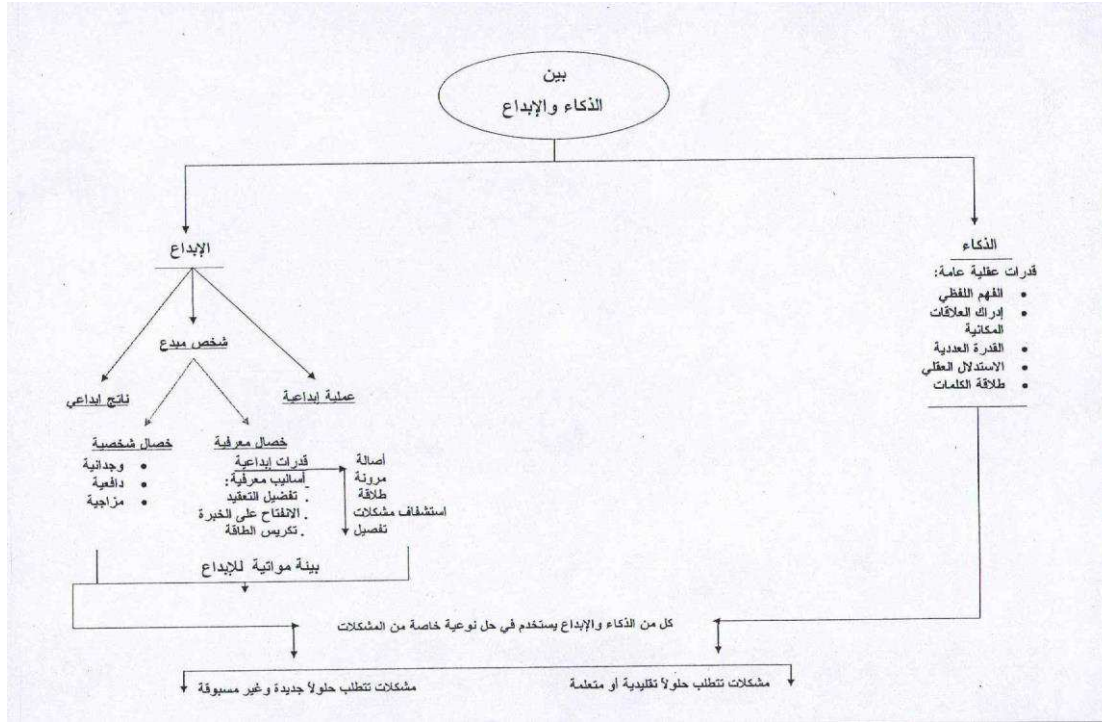 بين
الذكاء والإبداع
الذكاء
قدرات عقلية عامة:
• الفهم اللفظي
• إدراك العلاقات
المكانية
• القدرة العددية
• الاستدلال العقلي
• طلاقة الكلمات
الإبداع
شخص مبدع
عملية إبداعية
ناتج ابداعي
خصال معرفية
قدرات إبداعية
أساليب معرفية:
. تفضيل التعقيد
. الانفتاح على الخبرة
. تكريس الطاقة
أصالة
مرونة
طلاقة
استشفاف مشكلات
تفصيل
خصال شخصية
• وجدانية
• دافعية
• مزاجية
بيئة مواتية للإبداع
كل من الذكاء والإبداع يستخدم في حل نوعية خاصة من المشكلات
مشكلات تتطلب حلولاً تقليدية أو متعلمة
مشكلات تتطلب حلولاً جديدة وغير مسبوقة